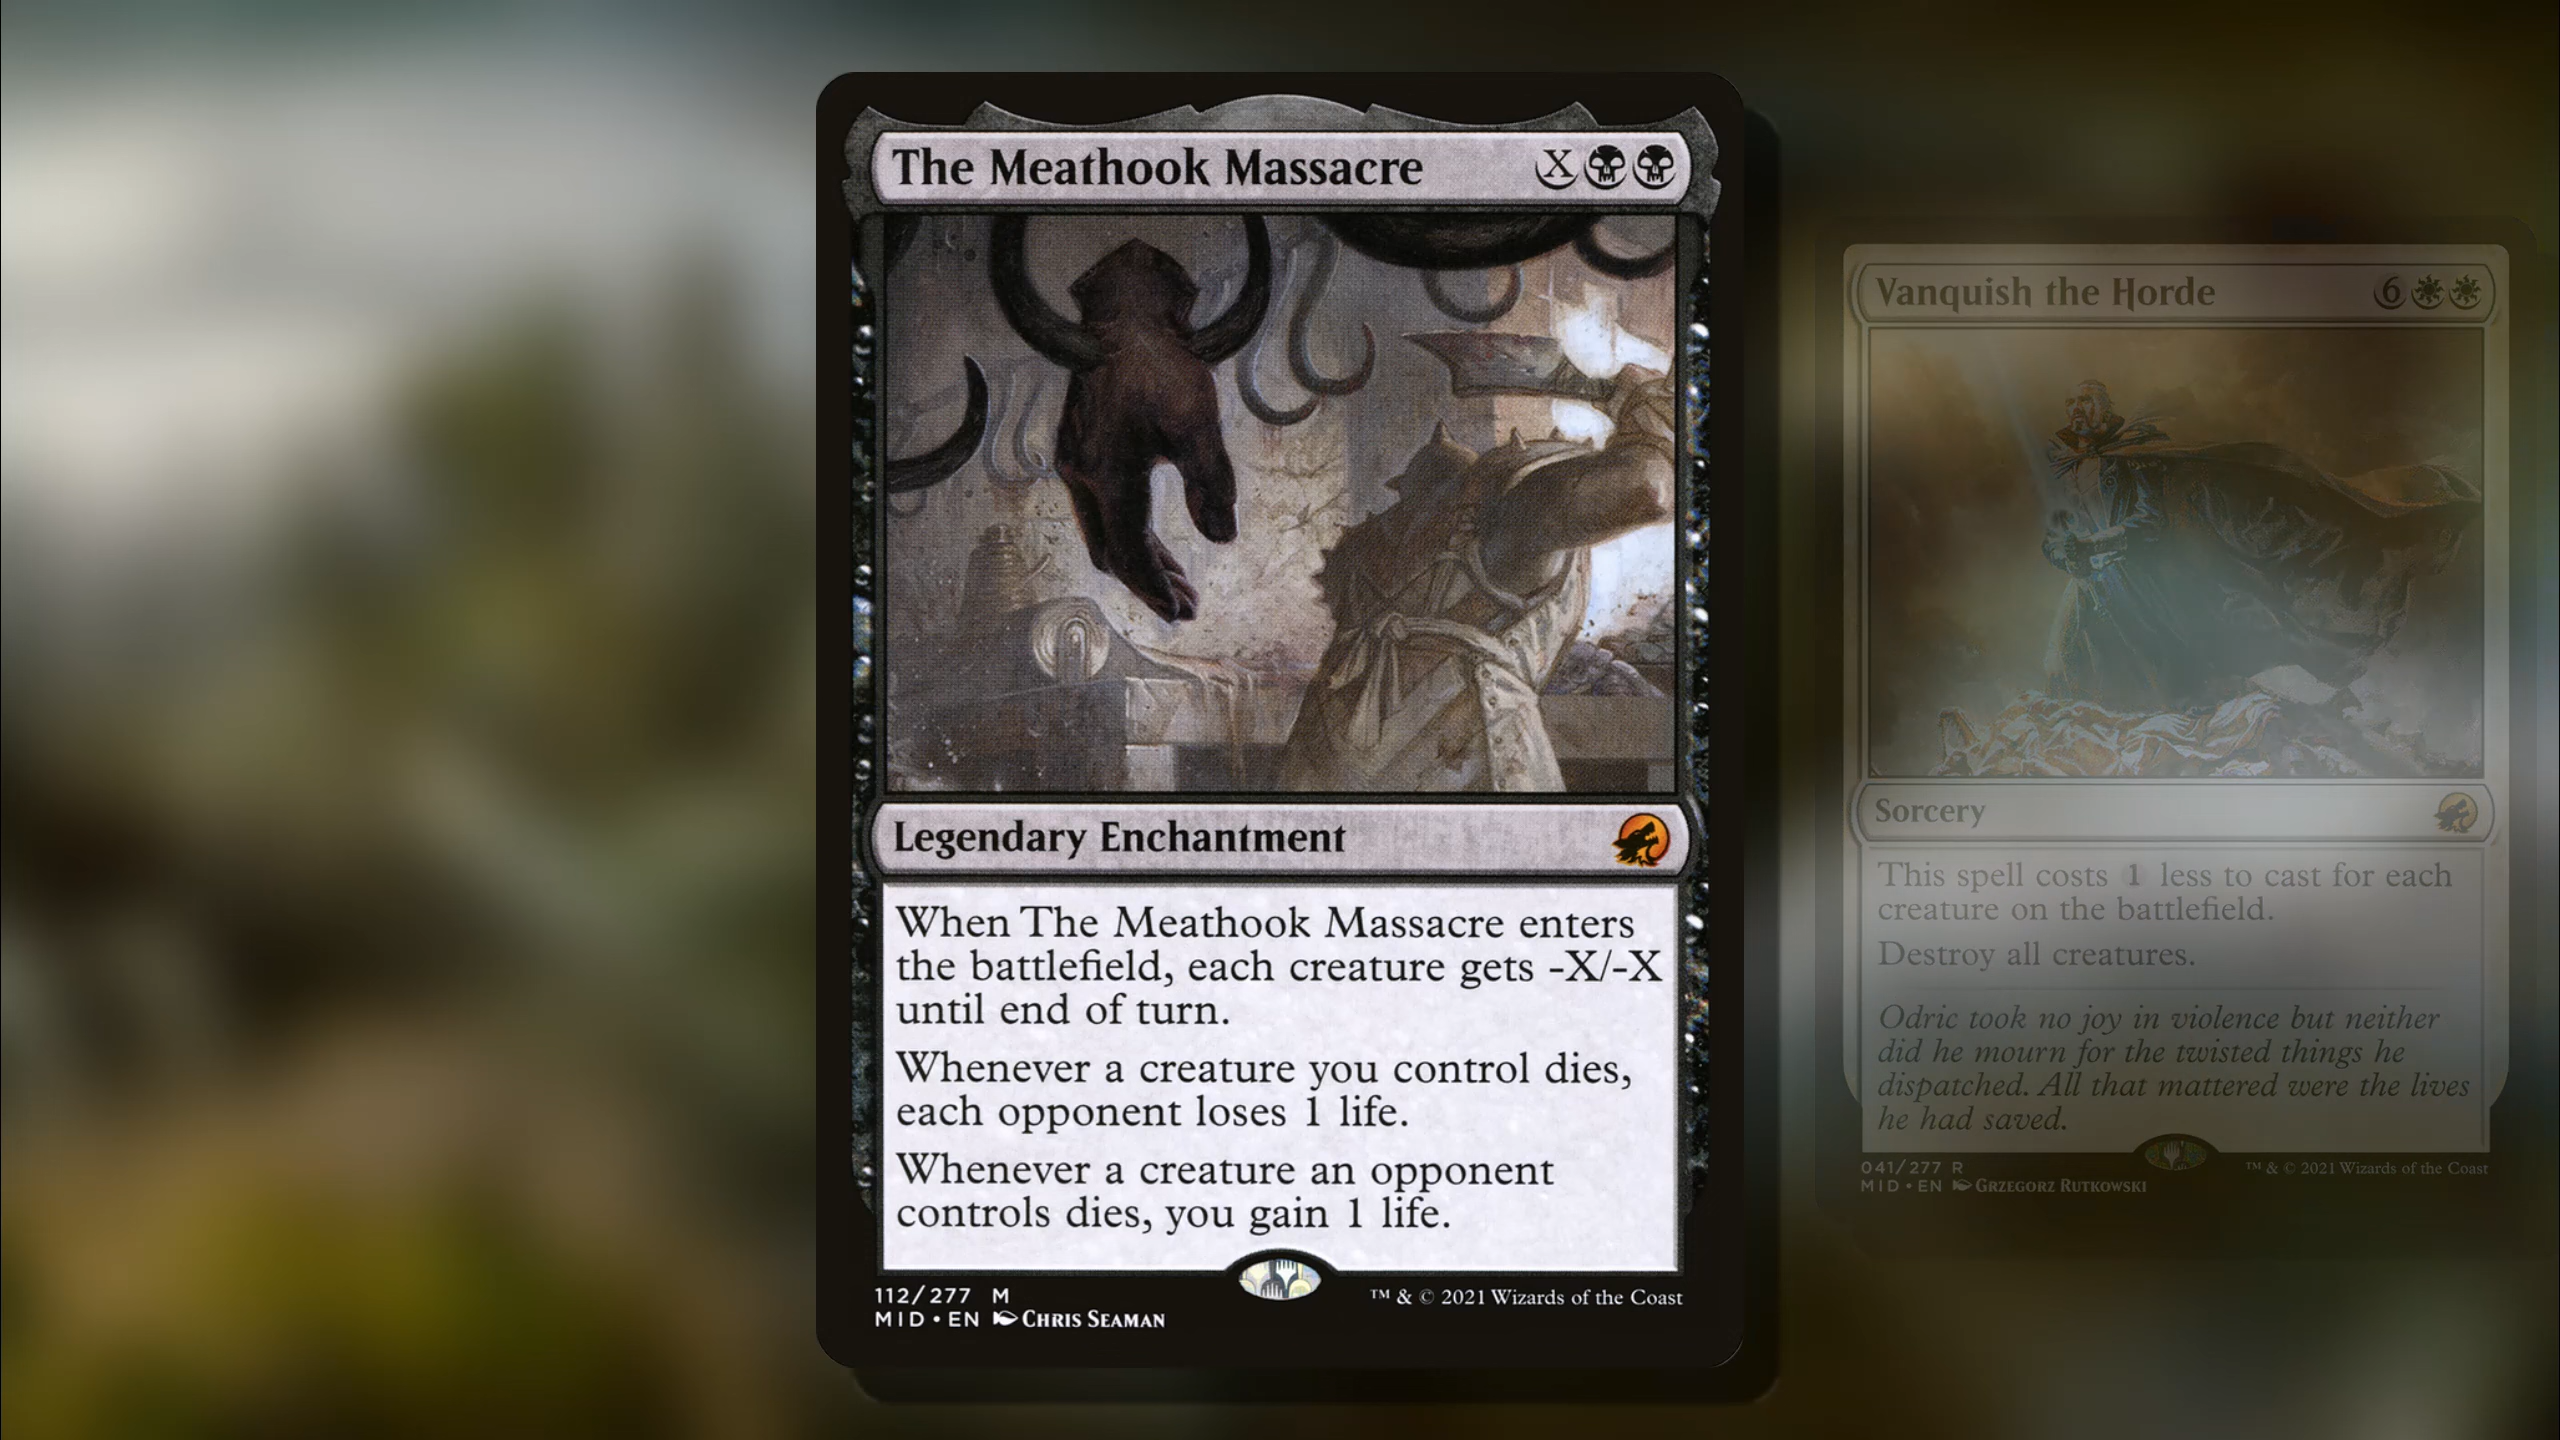 The Meathook Massacre X
Legendary Enchantment
When The Meathook Massacre enters
the battlefield, each creature gets -X/-X
until end of turn.
Whenever a creature you control dies,
each opponent loses 1 life.
Whenever a creature an opponent
controls dies, you gain 1 life.
112/277 M
MID • EN CHRIS SEAMAN
™ & © 2021 Wizards of the Coast
Vanquish the Horde 6
Sorcery
This spell costs 1 less to cast for each
creature on the battlefield.
Destroy all creatures.
Odric took no joy in violence but neither
did he mourn for the twisted things he
dispatched. All that mattered were the lives
he had saved.
041/277 R
MID • EN GRZEGORZ RUTKOWSKI
™ & © 2021 Wizards of the Coast